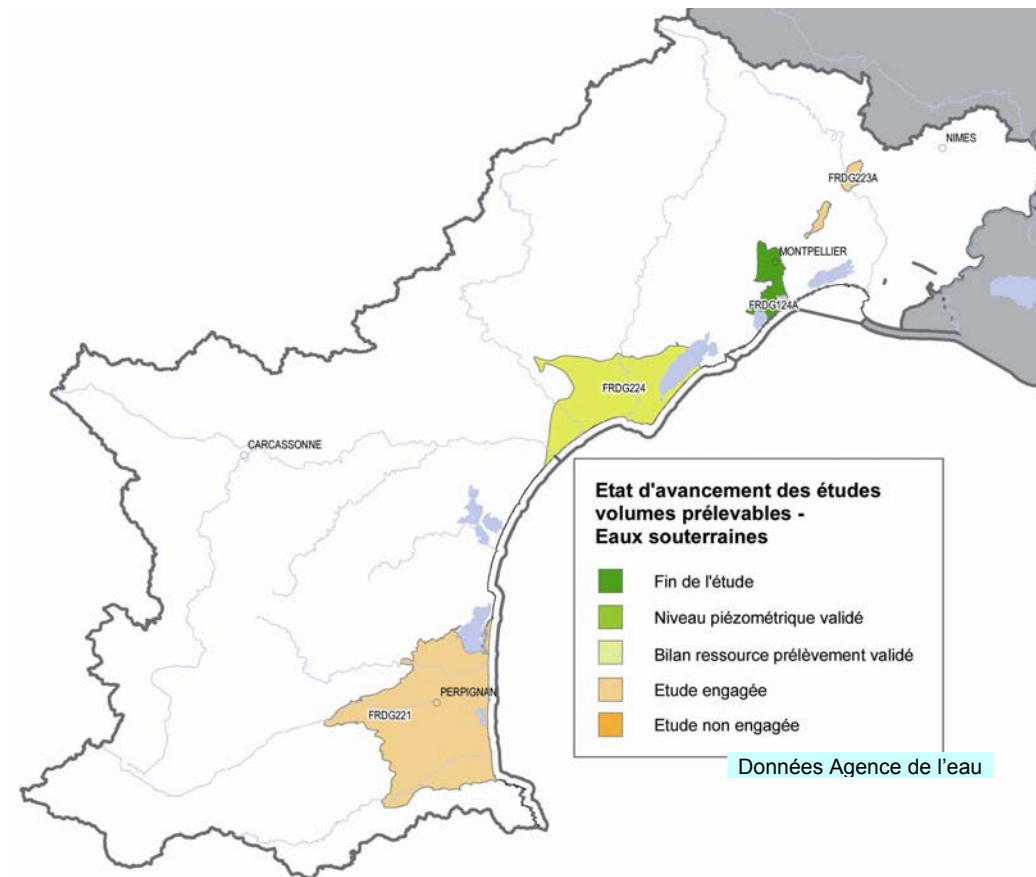 NIMES
FRDG223A
MONTPELLIER
FRDG124A
FRDG224
CARCASSONNE
Etat d'avancement des études
volumes prélevables -
Eaux souterraines
Fin de l'étude
Niveau piézométrique validé
Bilan ressource prélèvement validé
Etude engagée
Etude non engagée
PERPIGNAN
FRDG221
Données Agence de l'eau